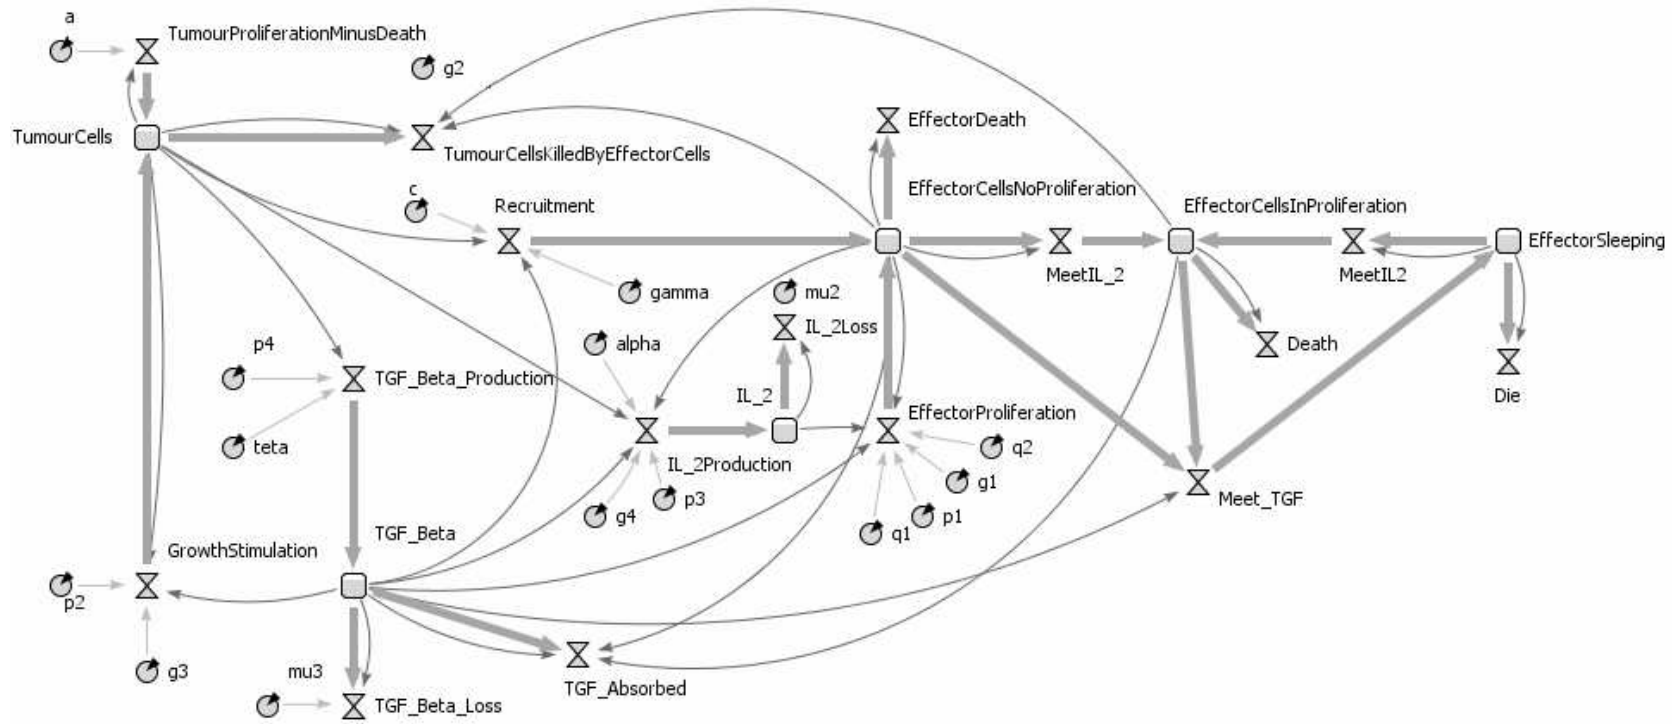 a
TumourProliferationMinusDeath
g2
TumourCells
TumourCellsKilledByEffectorCells
EffectorDeath
c
Recruitment
EffectorCellsNoProliferation
EffectorCellsInProliferation
EffectorSleeping
MeetIL_2
MeetIL2
gamma
mu2
IL_2Loss
alpha
Death
p4
TGF_Beta_Production
IL_2
EffectorProliferation
Die
teta
IL_2Production
q2
g1
p3
g4
p1
q1
Meet_TGF
TGF_Beta
GrowthStimulation
p2
g3
mu3
TGF_Absorbed
TGF_Beta_Loss